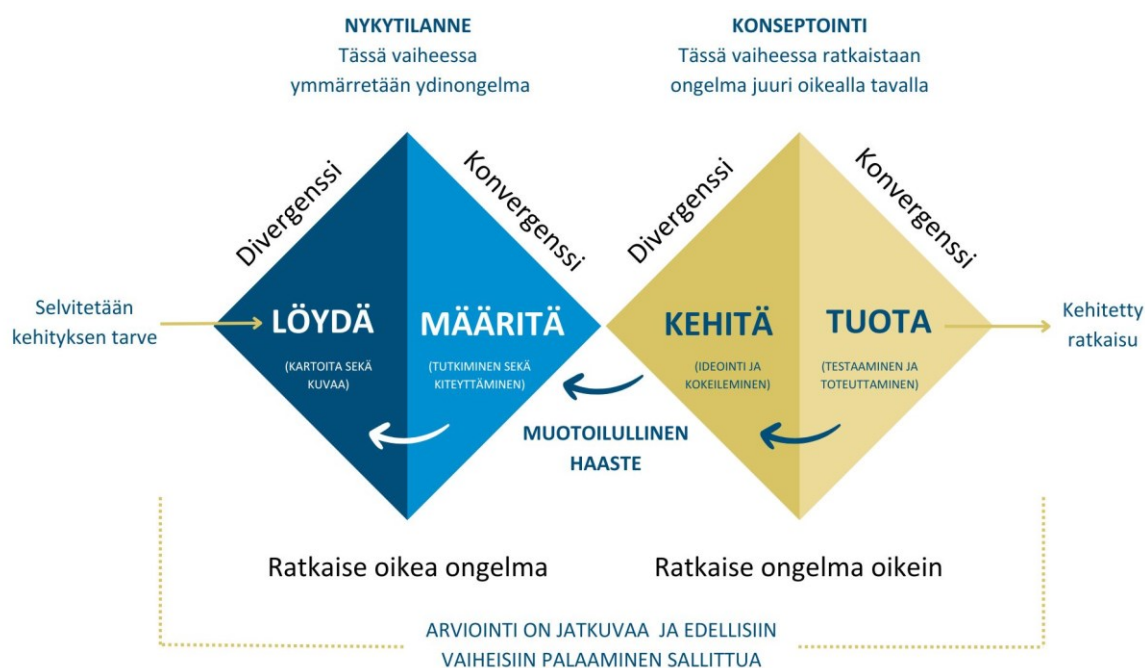 NYKYTILANNE
Tässä vaiheessa
ymmärretään ydinongelma
KONSEPTOINTI
Tässä vaiheessa ratkaistaan
ongelma juuri oikealla tavalla
Divergenssi
Konvergenssi
Divergenssi
Konvergenssi
Selvitetään
kehityksen tarve
LÖYDÄ
(KARTOITA SEKÄ
KUVAA)
MÄÄRITÄ
(TUTKIMINEN SEKÄ
KITEYTTÄMINEN)
KEHITÄ
(IDEOINTI JA
KOKEILEMINEN)
TUOTA
(TESTAAMINEN JA
TOTEUTTAMINEN)
Kehitetty
ratkaisu
MUOTOILULLINEN
HAASTE
Ratkaise oikea ongelma
Ratkaise ongelma oikein
ARVIOINTI ON JATKUVAA JA EDELLISIIN
VAIHEISIIN PALAAMINEN SALLITTUA